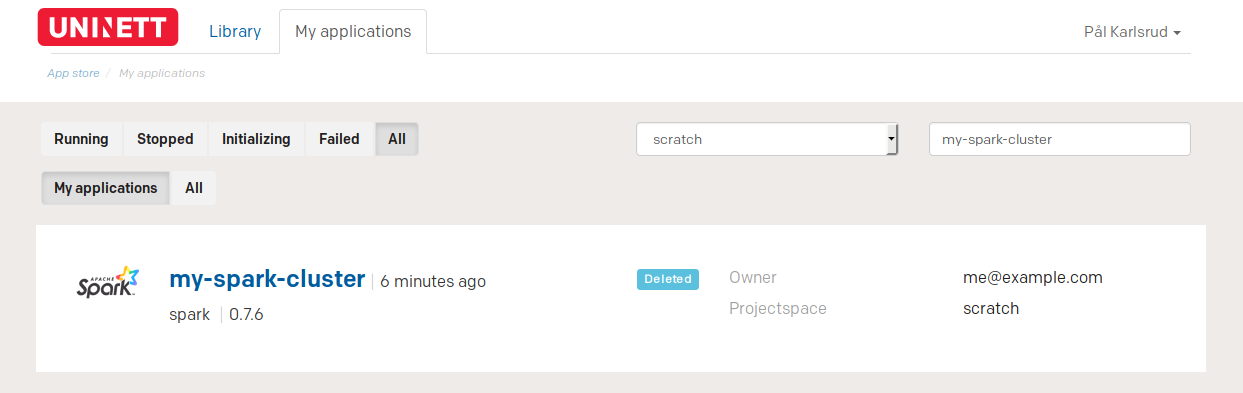 UNINETT Library My applications Pål Karlsrud
App store / My applications
Running Stopped Initializing Failed All scratch my-spark-cluster
My applications All
APACHE Spark my-spark-cluster | 6 minutes ago Deleted Owner me@example.com
spark | 0.7.6 Projectspace scratch